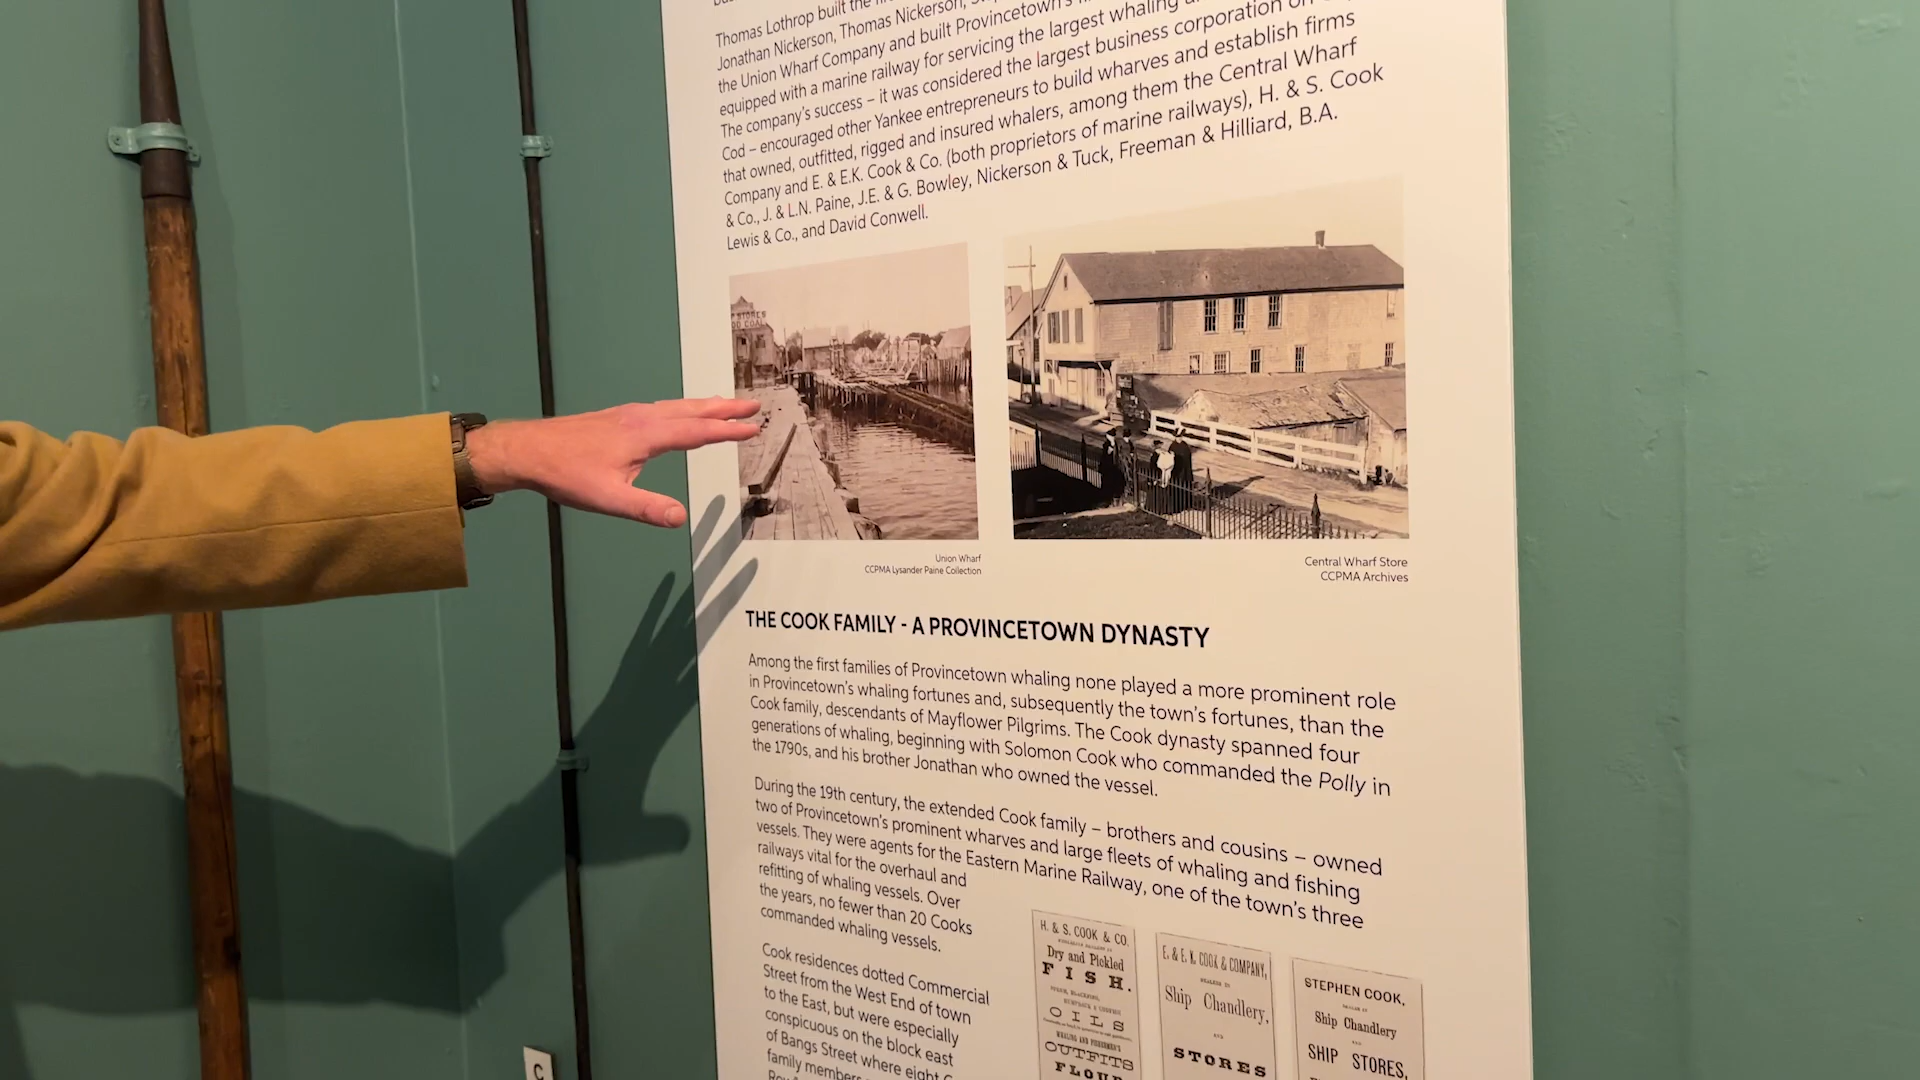 Thomas Lothrop built the
Jonathan Nickerson, Thomas Nickerson,
the Union Wharf Company and built Provincetown's
equipped with a marine railway for servicing the largest whaling
The company's success – it was considered the largest business corporation on
Cod – encouraged other Yankee entrepreneurs to build wharves and establish firms
that owned, outfitted, rigged and insured whalers, among them the Central Wharf
Company and E. & E.K. Cook & Co. (both proprietors of marine railways), H. & S. Cook
& Co., J. & L.N. Paine, J.E. & G. Bowley, Nickerson & Tuck, Freeman & Hilliard, B.A.
Lewis & Co., and David Conwell.
STORES
COAL
Union Wharf
CCPMA Lysander Paine Collection
Central Wharf Store
CCPMA Archives
THE COOK FAMILY - A PROVINCETOWN DYNASTY
Among the first families of Provincetown whaling none played a more prominent role
in Provincetown's whaling fortunes and, subsequently the town's fortunes, than the
Cook family, descendants of Mayflower Pilgrims. The Cook dynasty spanned four
generations of whaling, beginning with Solomon Cook who commanded the Polly in
the 1790s, and his brother Jonathan who owned the vessel.
During the 19th century, the extended Cook family – brothers and cousins – owned
two of Provincetown's prominent wharves and large fleets of whaling and fishing
vessels. They were agents for the Eastern Marine Railway, one of the town's three
railways vital for the overhaul and
refitting of whaling vessels. Over
the years, no fewer than 20 Cooks
commanded whaling vessels.
Cook residences dotted Commercial
Street from the West End of town
to the East, but were especially
conspicuous on the block east
of Bangs Street where eight
family members
H. & S. COOK & CO.
Dry and Pickled
FISH.
OILS
WHALING AND FISHERMEN'S
OUTFITS
FLOUR
E. & E. K. COOK & COMPANY,
DEALERS IN
Ship Chandlery,
AND
STORES
STEPHEN COOK,
DEALER IN
Ship Chandlery
AND
SHIP STORES,
C